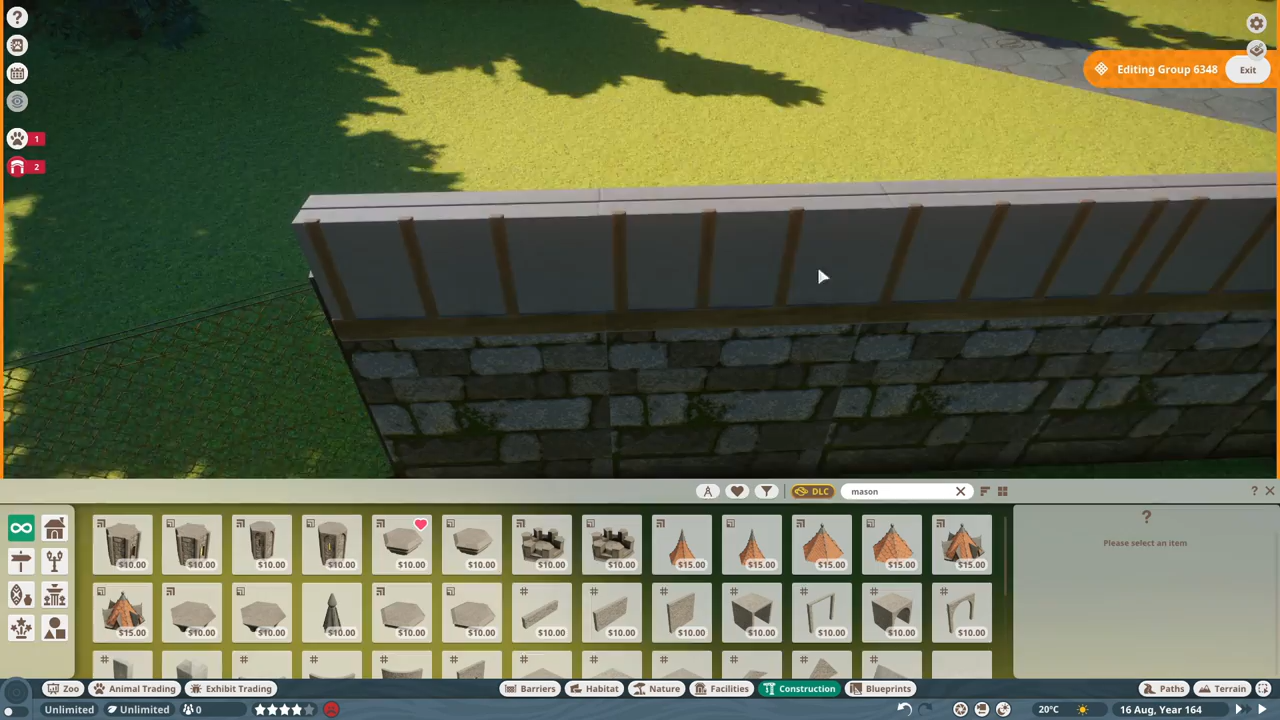 Editing Group 6348
Exit
1
2
DLC
mason
$10.00 $10.00 $10.00 $10.00 $10.00 $10.00 $10.00 $10.00 $15.00 $15.00 $15.00 $15.00 $15.00
Please select an item
$15.00 $10.00 $10.00 $10.00 $10.00 $10.00 $10.00 $10.00 $10.00 $10.00 $10.00 $10.00 $10.00
Zoo Animal Trading Exhibit Trading Barriers Habitat Nature Facilities Construction Blueprints Paths Terrain
Unlimited Unlimited 0 20°C 16 Aug, Year 164